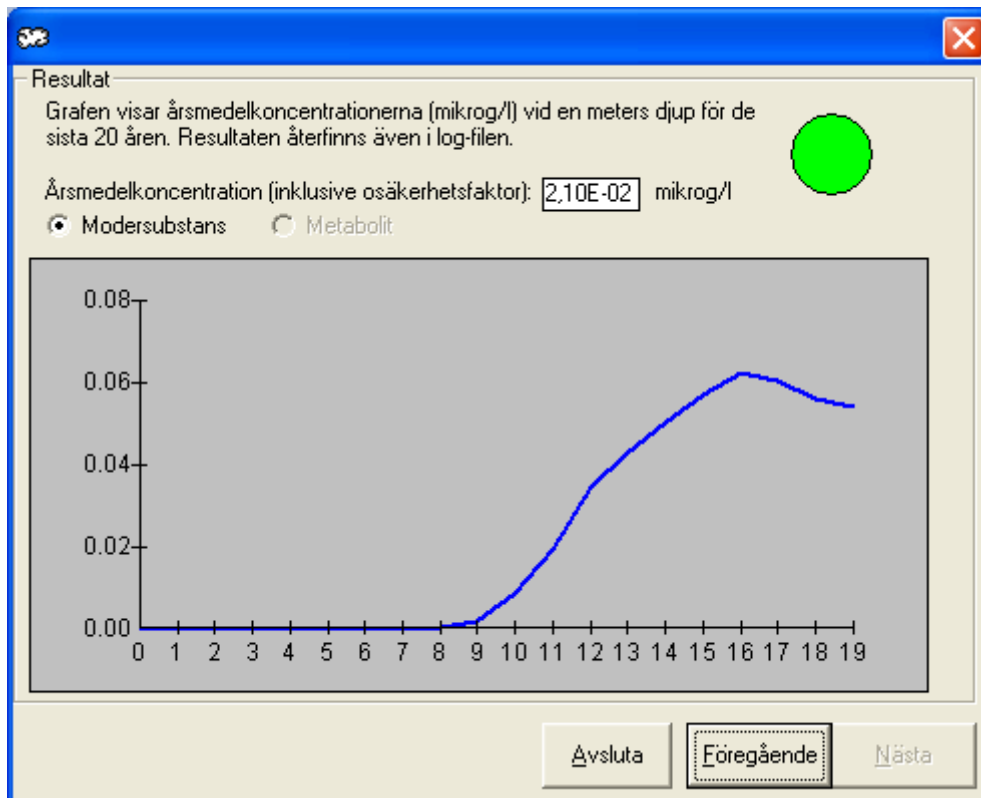 Resultat
Grafen visar årsmedelkoncentrationerna (mikrog/l) vid en meters djup för de
sista 20 åren. Resultaten återfinns även i log-filen.
Årsmedelkoncentration (inklusive osäkerhetsfaktor): 2,10E-02 mikrog/l
Modersubstans Metabolit
0.08
0.06
0.04
0.02
0.00
0 1 2 3 4 5 6 7 8 9 10 11 12 13 14 15 16 17 18 19
Avsluta Föregående Nästa